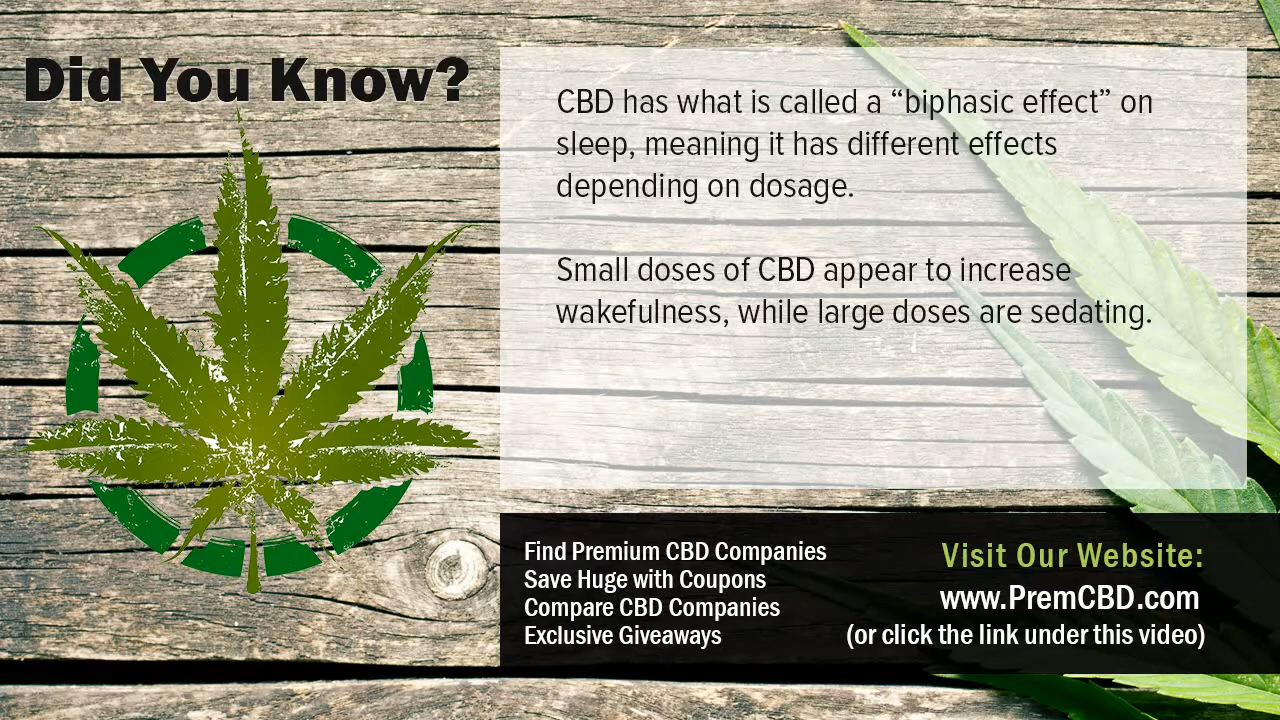 Did You Know?
CBD has what is called a “biphasic effect” on
sleep, meaning it has different effects
depending on dosage.
Small doses of CBD appear to increase
wakefulness, while large doses are sedating.
Find Premium CBD Companies
Save Huge with Coupons
Compare CBD Companies
Exclusive Giveaways
Visit Our Website:
www.PremCBD.com
(or click the link under this video)